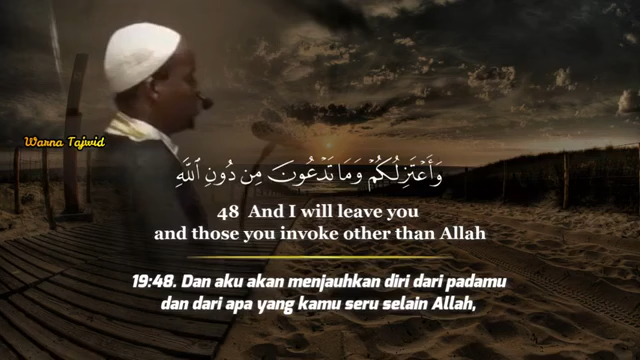 Warna Tajwid
وَأَعْتَزِلُكُمْ وَمَا تَدْعُونَ مِن دُونِ ٱللَّهِ
48 And I will leave you
and those you invoke other than Allah
19:48. Dan aku akan menjauhkan diri dari padamu
dan dari apa yang kamu seru selain Allah,